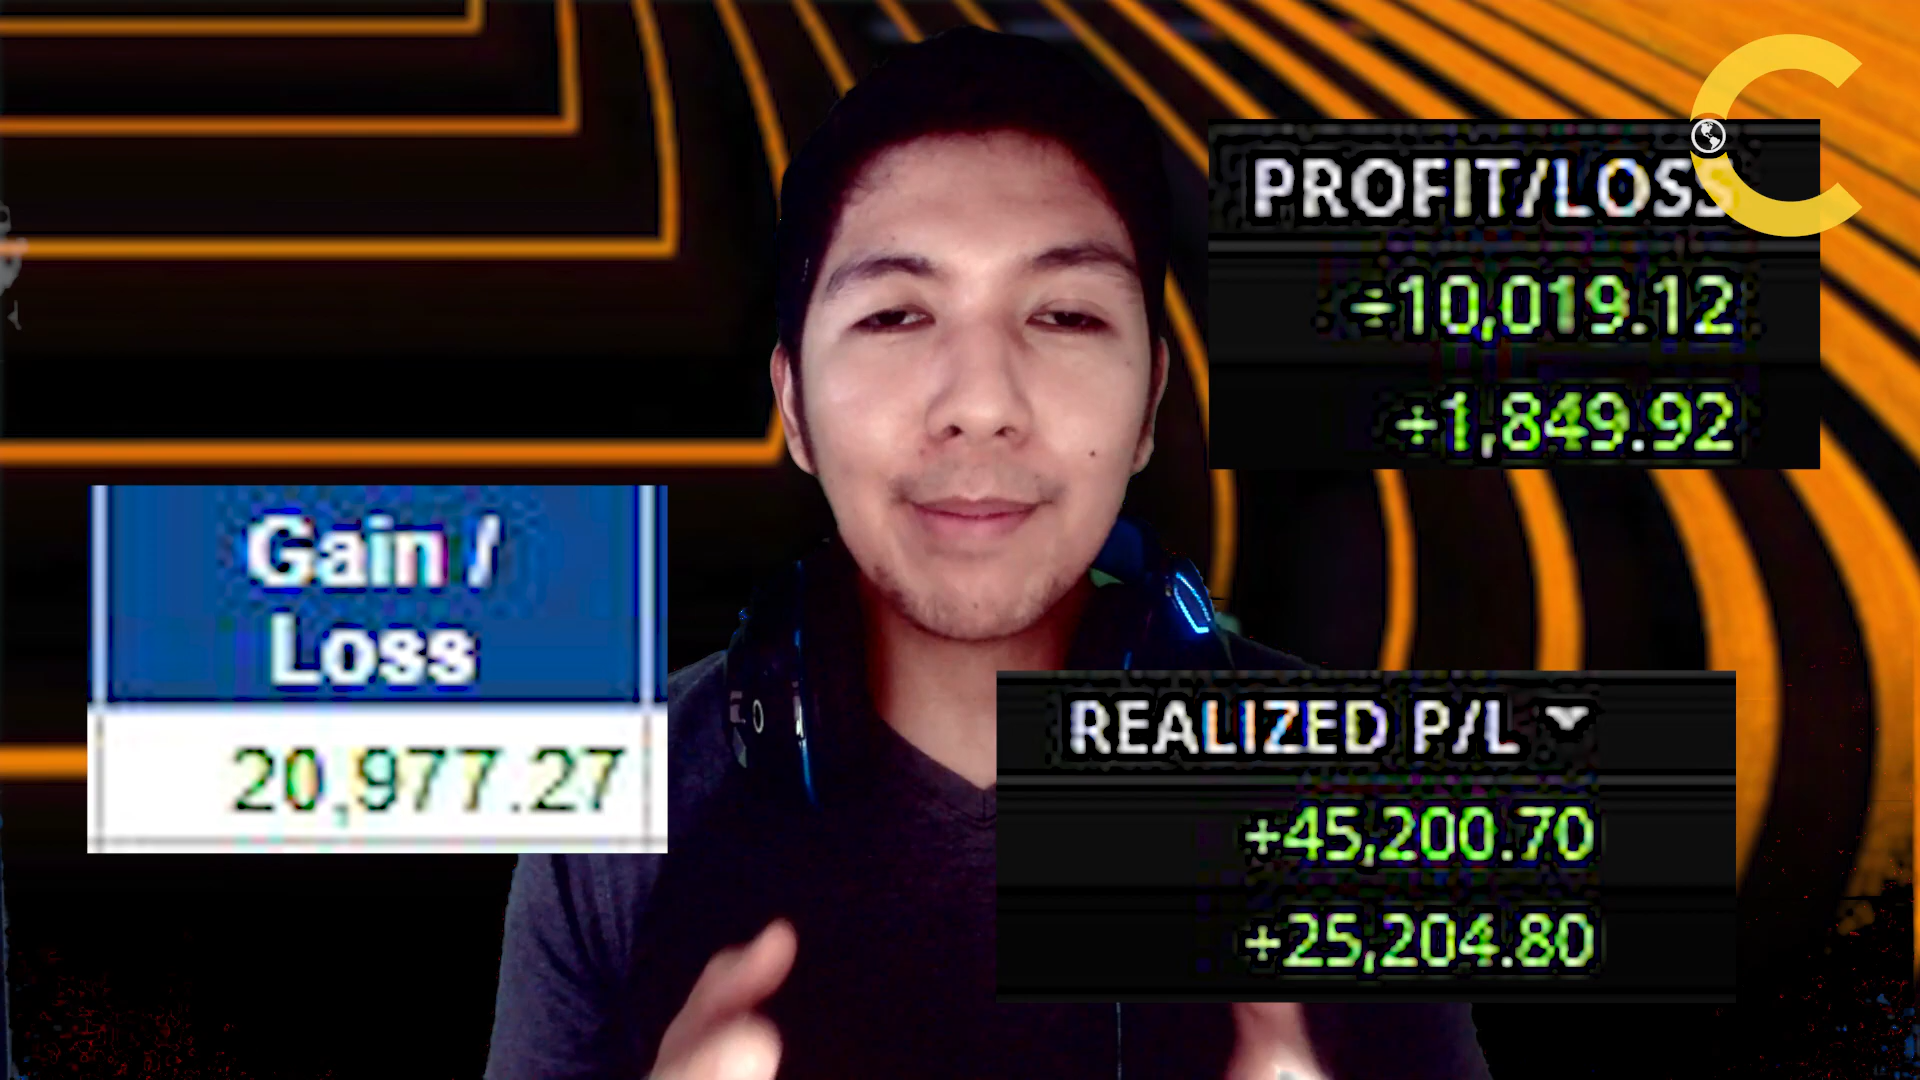 PROFIT/LOSS
+10,019.12
+1,849.92
Gain /
Loss
20,977.27
REALIZED P/L
+45,200.70
+25,204.80